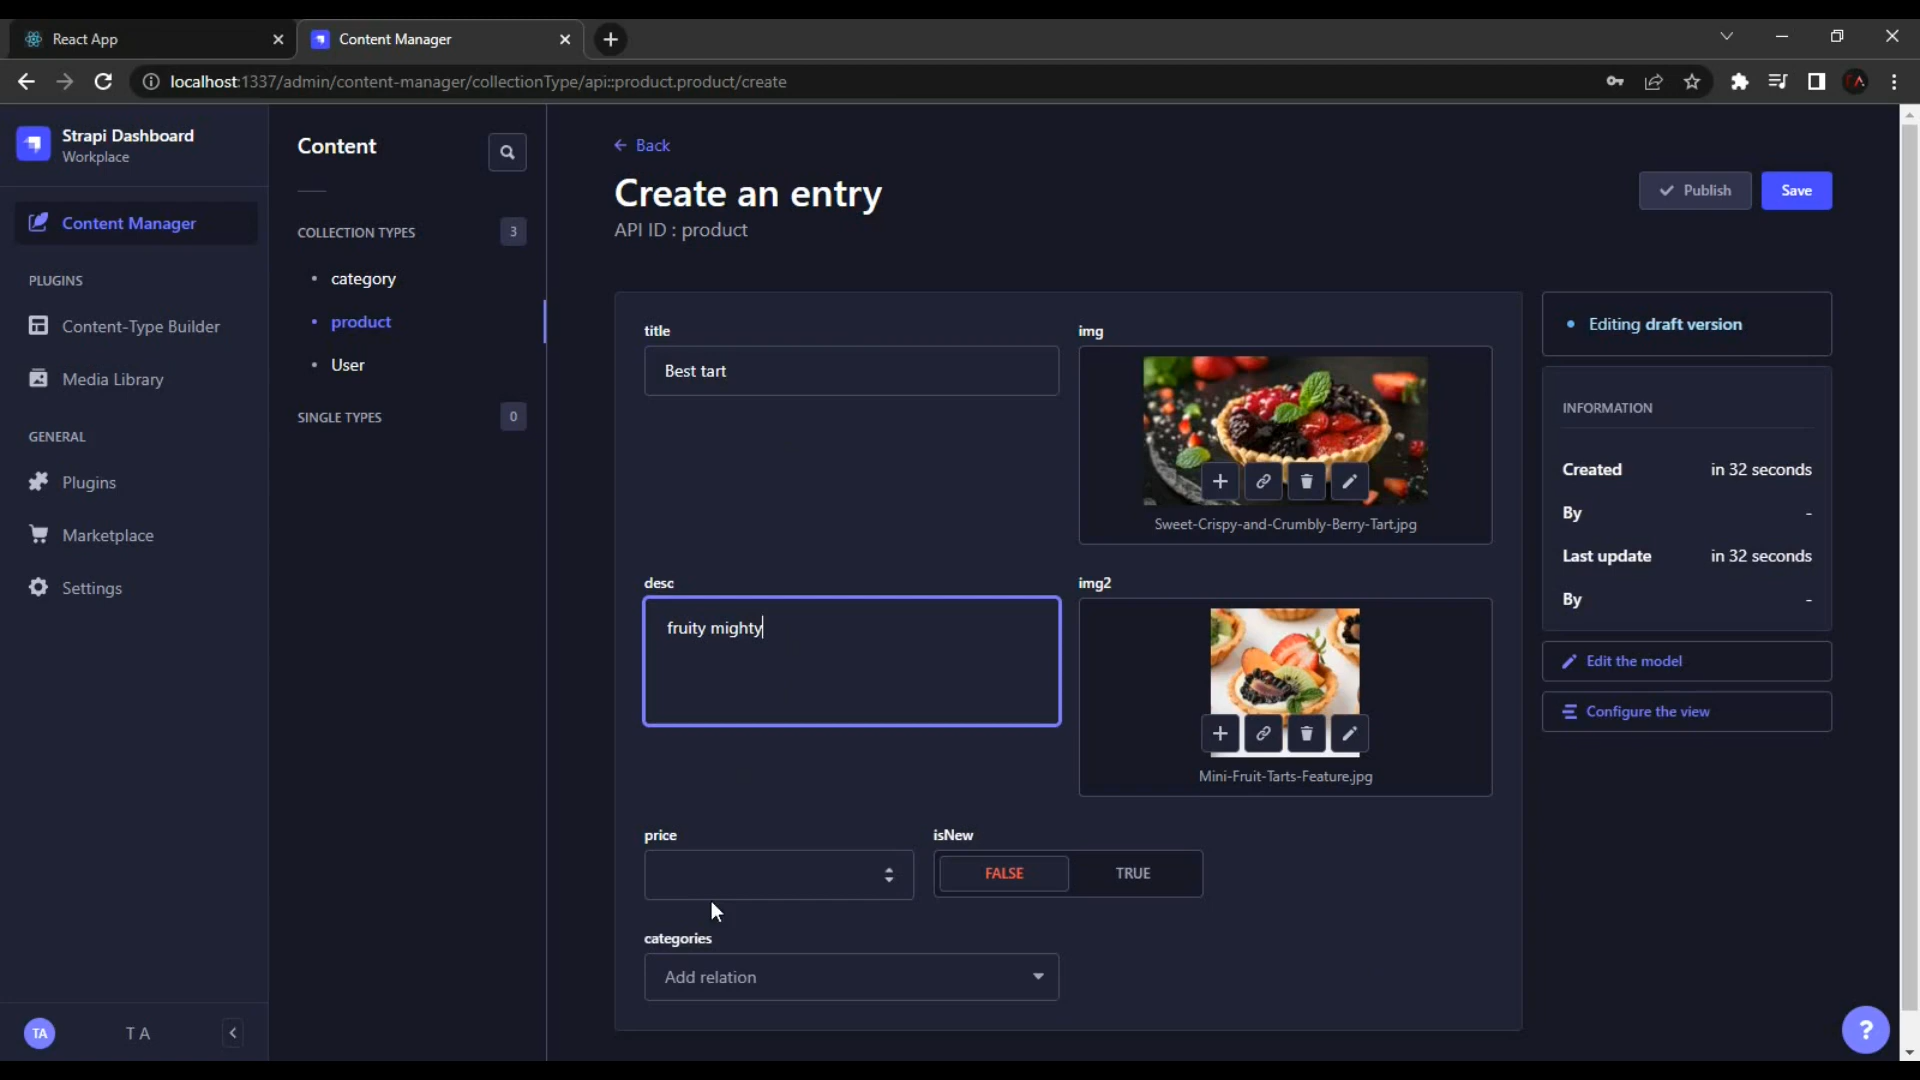 React App
Content Manager
localhost:1337/admin/content-manager/collectionType/api::product.product/create
Strapi Dashboard
Workplace
Content Manager
PLUGINS
Content-Type Builder
Media Library
GENERAL
Plugins
Marketplace
Settings
TA
T A
Content
COLLECTION TYPES 3
category
product
User
SINGLE TYPES 0
Back
Create an entry
API ID : product
Publish
Save
title
Best tart
img
Sweet-Crispy-and-Crumbly-Berry-Tart.jpg
desc
fruity mighty
img2
Mini-Fruit-Tarts-Feature.jpg
price
isNew
FALSE TRUE
categories
Add relation
Editing draft version
INFORMATION
Created in 32 seconds
By -
Last update in 32 seconds
By -
Edit the model
Configure the view
?